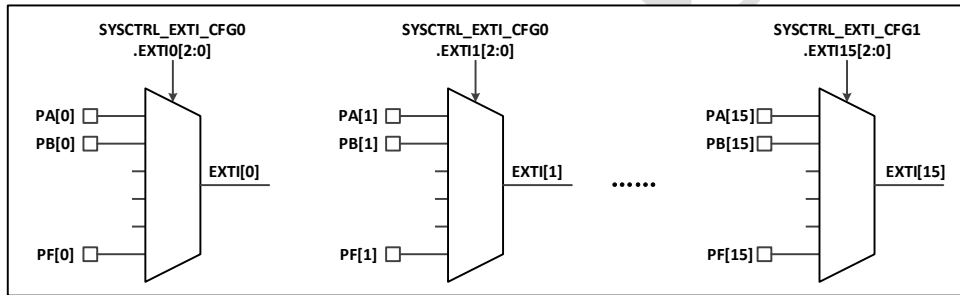 SYSCTRL_EXTI_CFG0
.EXTI0[2:0]
PA[0]
PB[0]
EXTI[0]
PF[0]
SYSCTRL_EXTI_CFG0
.EXTI1[2:0]
PA[1]
PB[1]
EXTI[1]
PF[1]
......
SYSCTRL_EXTI_CFG1
.EXTI15[2:0]
PA[15]
PB[15]
EXTI[15]
PF[15]